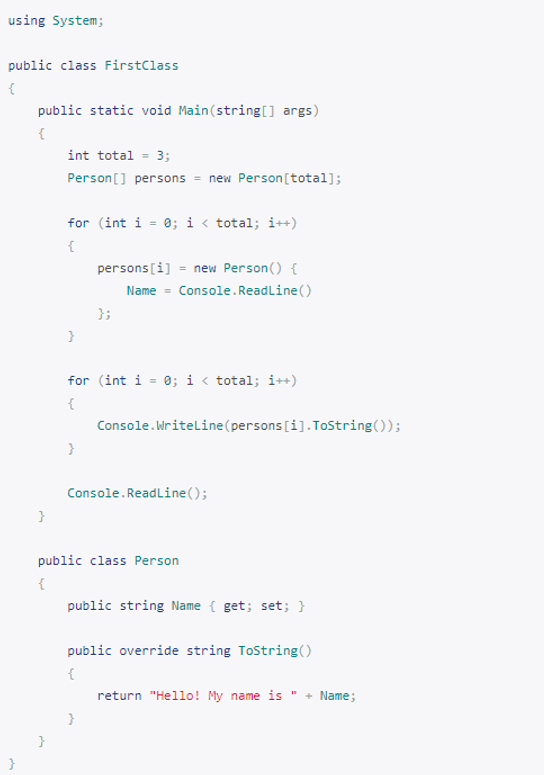 using System;

public class FirstClass
{
    public static void Main(string[] args)
    {
        int total = 3;
        Person[] persons = new Person[total];

        for (int i = 0; i < total; i++)
        {
            persons[i] = new Person() {
                Name = Console.ReadLine()
            };
        }

        for (int i = 0; i < total; i++)
        {
            Console.WriteLine(persons[i].ToString());
        }

        Console.ReadLine();
    }

    public class Person
    {
        public string Name { get; set; }

        public override string ToString()
        {
            return "Hello! My name is " + Name;
        }
    }
}